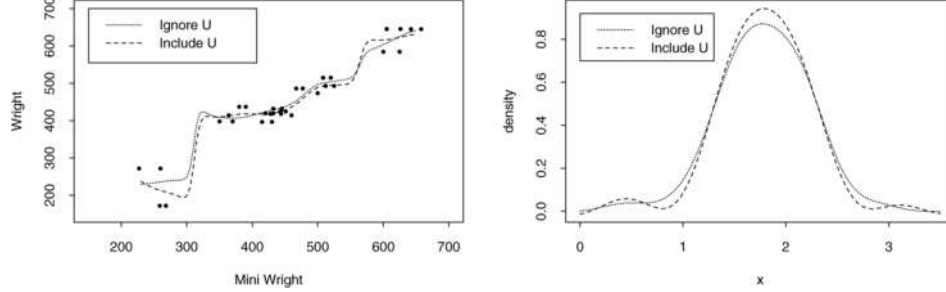 700
600
500
400
300
200
Wright
Ignore U
Include U
200 300 400 500 600 700
Mini Wright
0.8
0.6
0.4
0.2
0.0
density
Ignore U
Include U
0 1 2 3
x